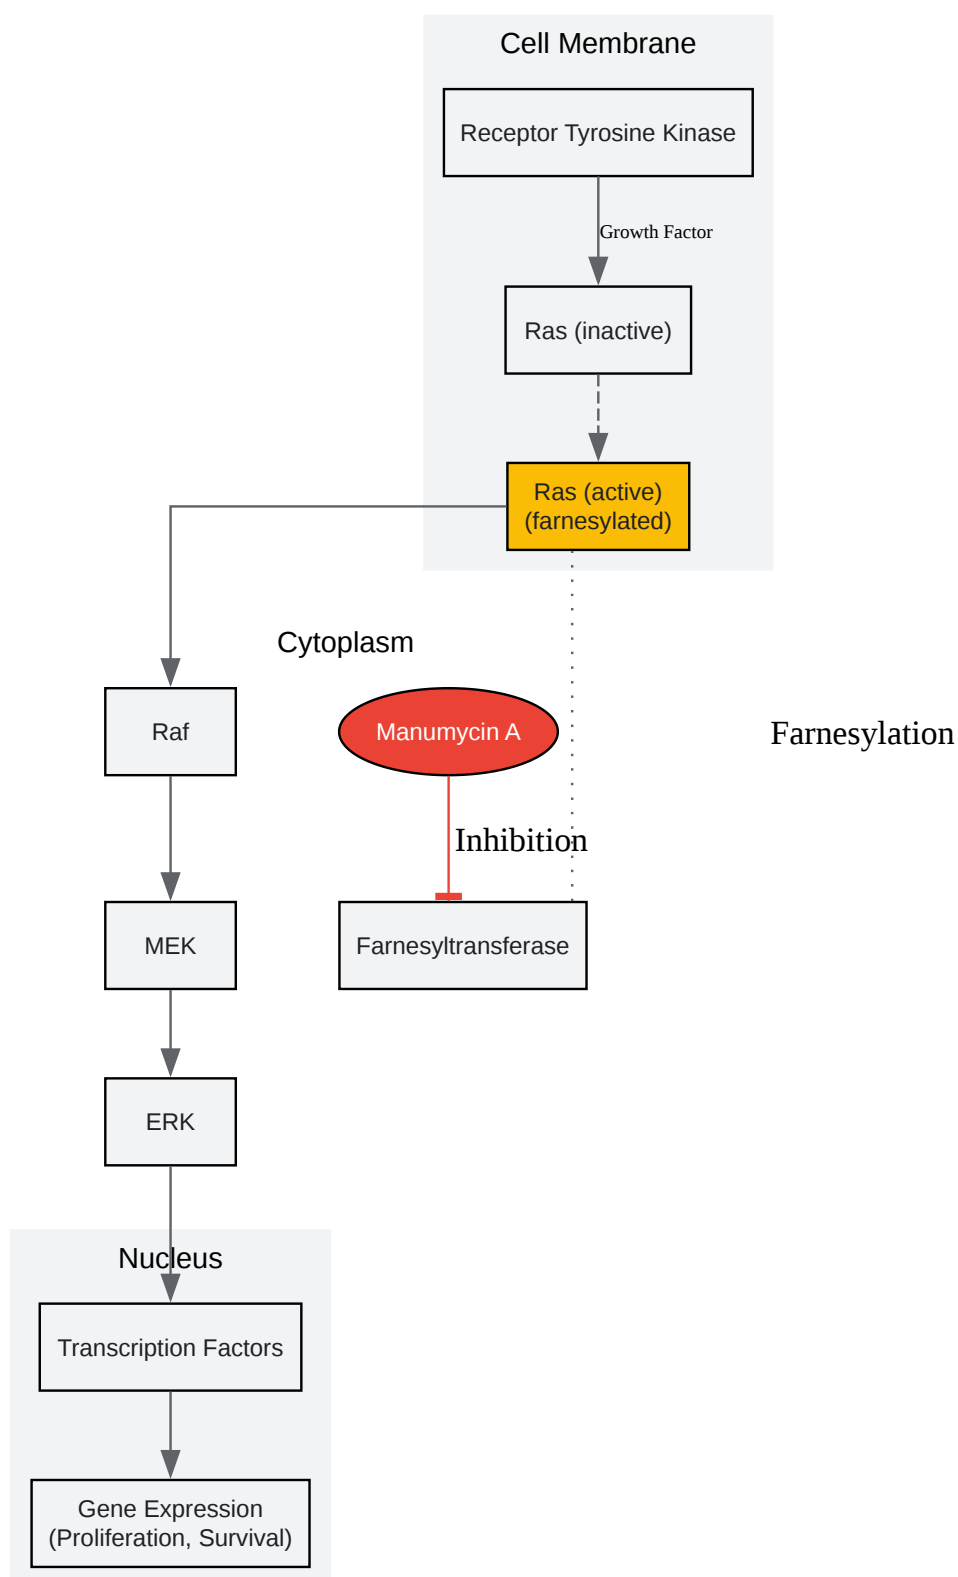 Cell Membrane
Receptor Tyrosine Kinase
Growth Factor
Ras (inactive)
Ras (active)
(farnesylated)
Cytoplasm
Raf
Manumycin A
Farnesylation
Inhibition
MEK
Farnesyltransferase
ERK
Nucleus
Transcription Factors
Gene Expression
(Proliferation, Survival)